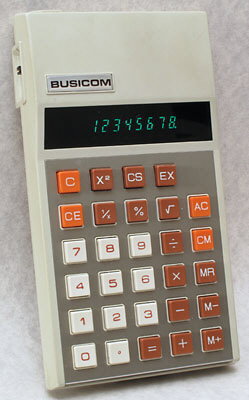 BUSICOM
12345678.
C X² CS EX
CE ¹/x % √ AC
7 8 9 ÷ CM
4 5 6 × MR
1 2 3 − M−
0 . = + M+